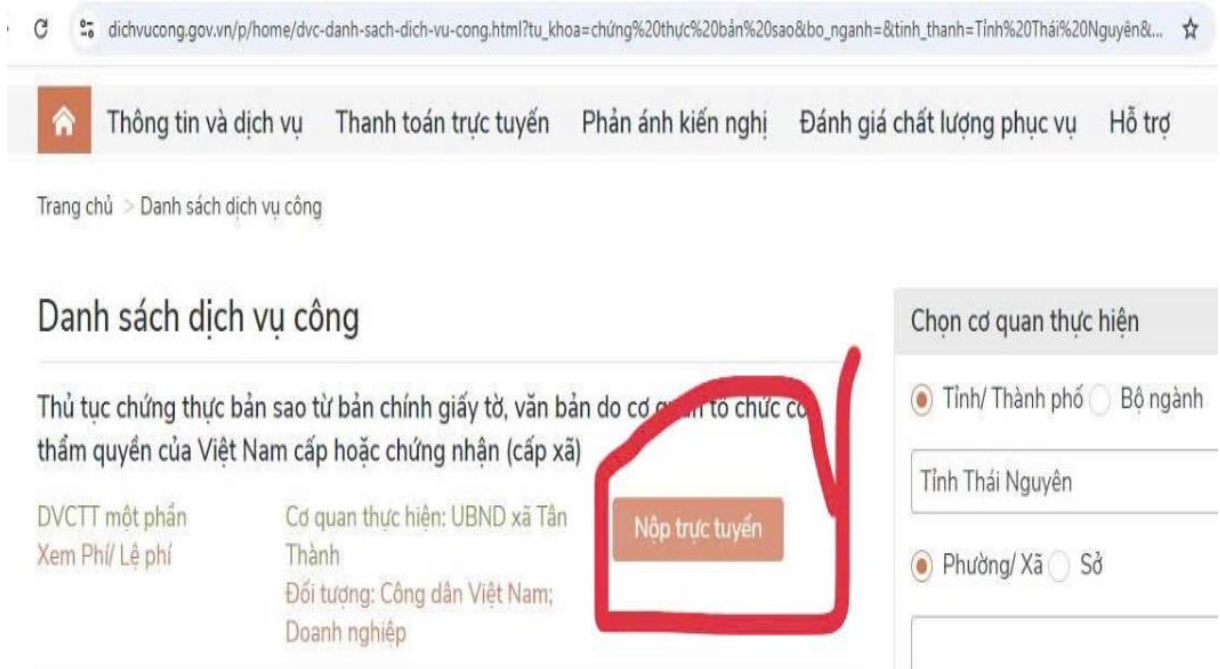 dichvucong.gov.vn/p/home/dvc-danh-sach-dich-vu-cong.html?tu_khoa=chứng%20thực%20bản%20sao&bo_nganh=&tinh_thanh=Tỉnh%20Thái%20Nguyên&...
Thông tin và dịch vụ Thanh toán trực tuyến Phản ánh kiến nghị Đánh giá chất lượng phục vụ Hỗ trợ
Trang chủ > Danh sách dịch vụ công
Danh sách dịch vụ công
Thủ tục chứng thực bản sao từ bản chính giấy tờ, văn bản do cơ quan tổ chức có
thẩm quyền của Việt Nam cấp hoặc chứng nhận (cấp xã)
DVCTT một phần
Xem Phí/ Lệ phí
Cơ quan thực hiện: UBND xã Tân
Thành
Đối tượng: Công dân Việt Nam;
Doanh nghiệp
Nộp trực tuyến
Chọn cơ quan thực hiện
Tỉnh/ Thành phố Bộ ngành
Tỉnh Thái Nguyên
Phường/ Xã Sở